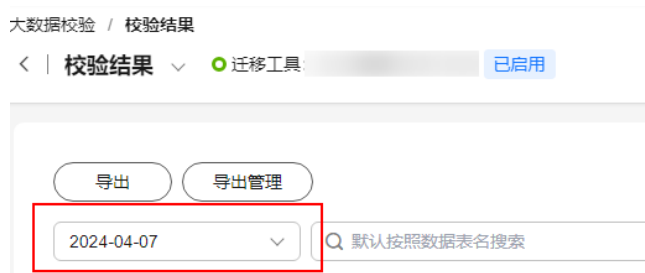 大数据校验 / 校验结果
校验结果 迁移工具: 已启用
导出 导出管理
2024-04-07 默认按照数据表名搜索